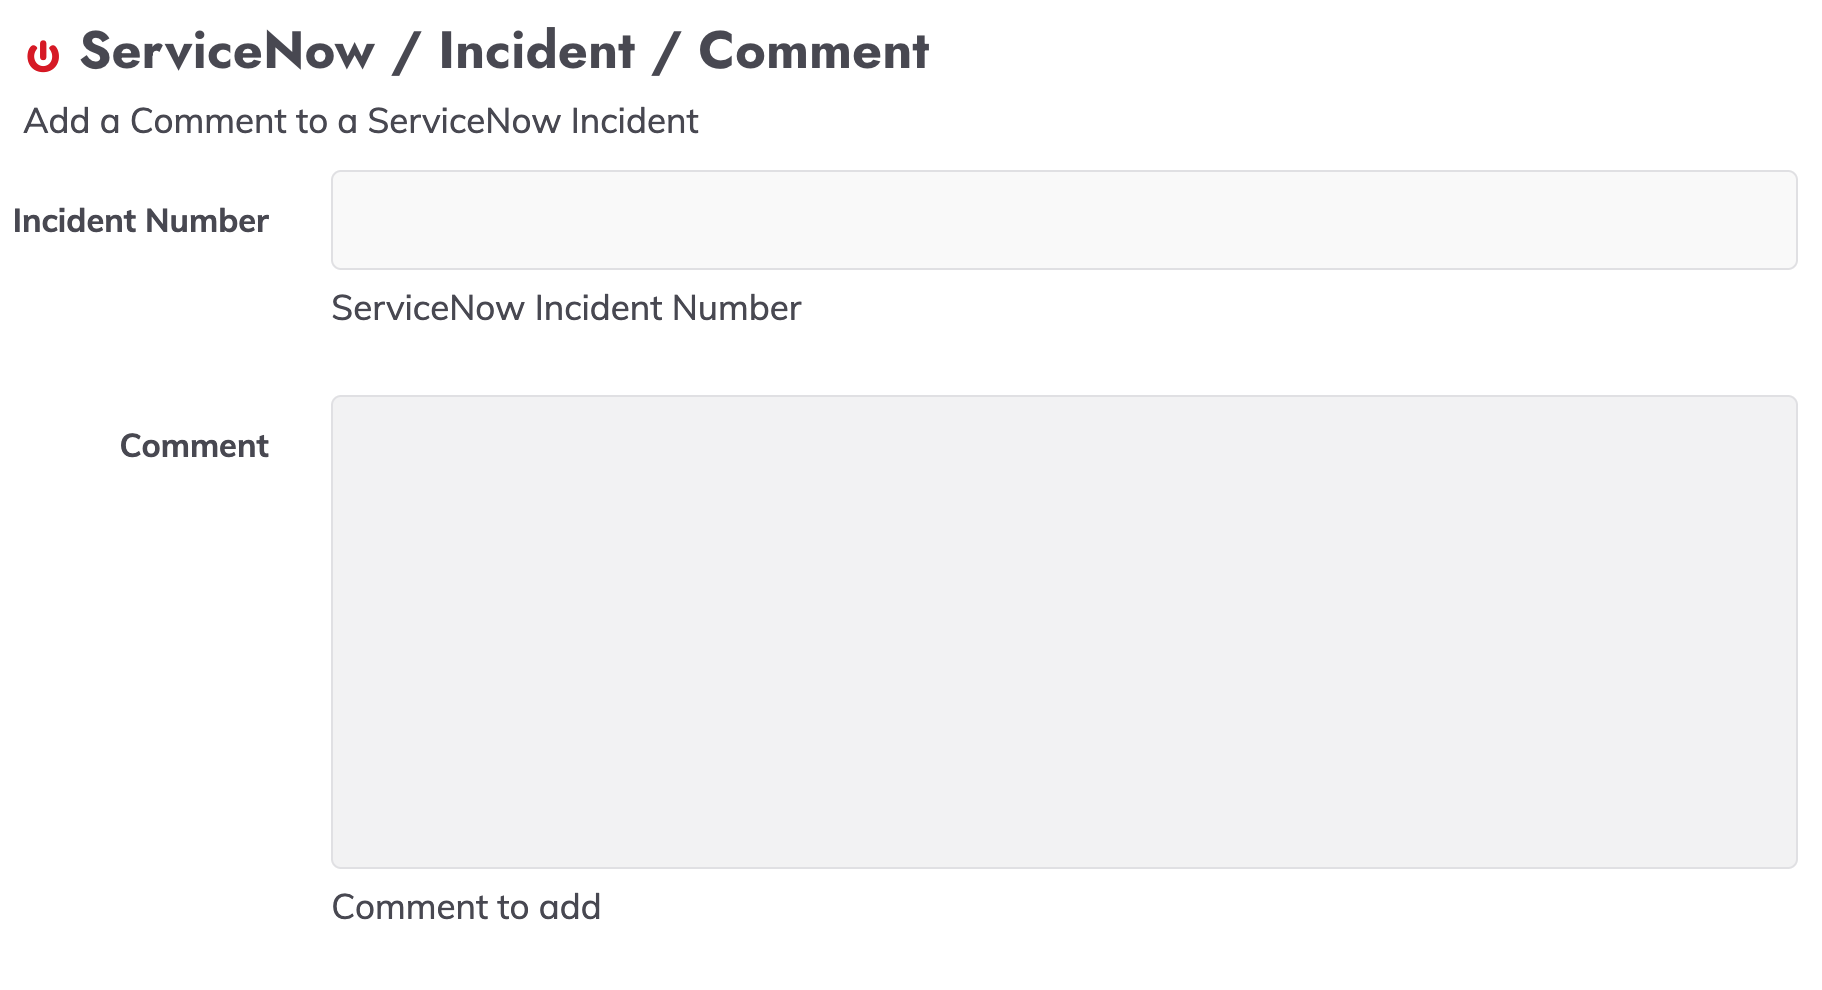 ServiceNow / Incident / Comment
Add a Comment to a ServiceNow Incident
Incident Number
ServiceNow Incident Number
Comment
Comment to add